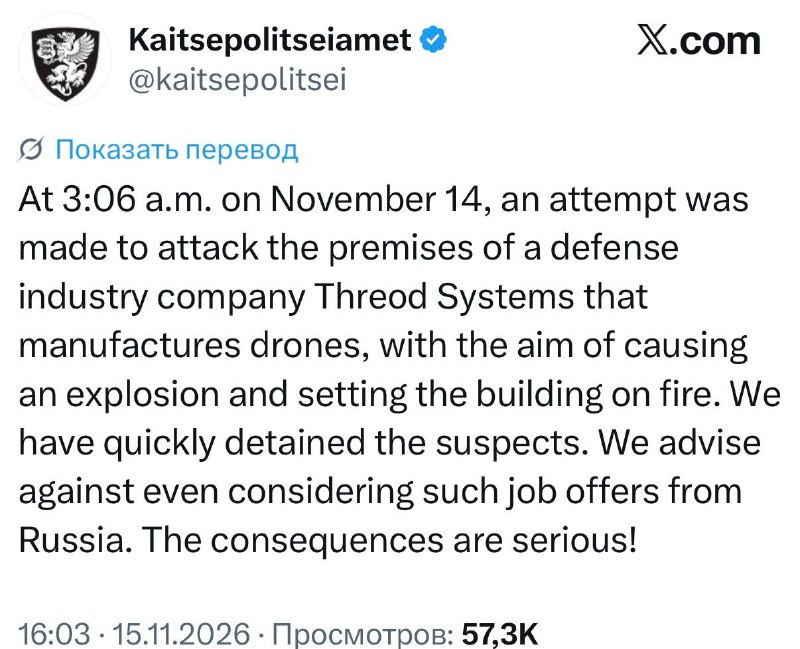 Kaitsepolitseiamet
X.com
@kaitsepolitsei
Показать перевод
At 3:06 a.m. on November 14, an attempt was
made to attack the premises of a defense
industry company Threod Systems that
manufactures drones, with the aim of causing
an explosion and setting the building on fire. We
have quickly detained the suspects. We advise
against even considering such job offers from
Russia. The consequences are serious!
16:03 · 15.11.2026 · Просмотров: 57,3K